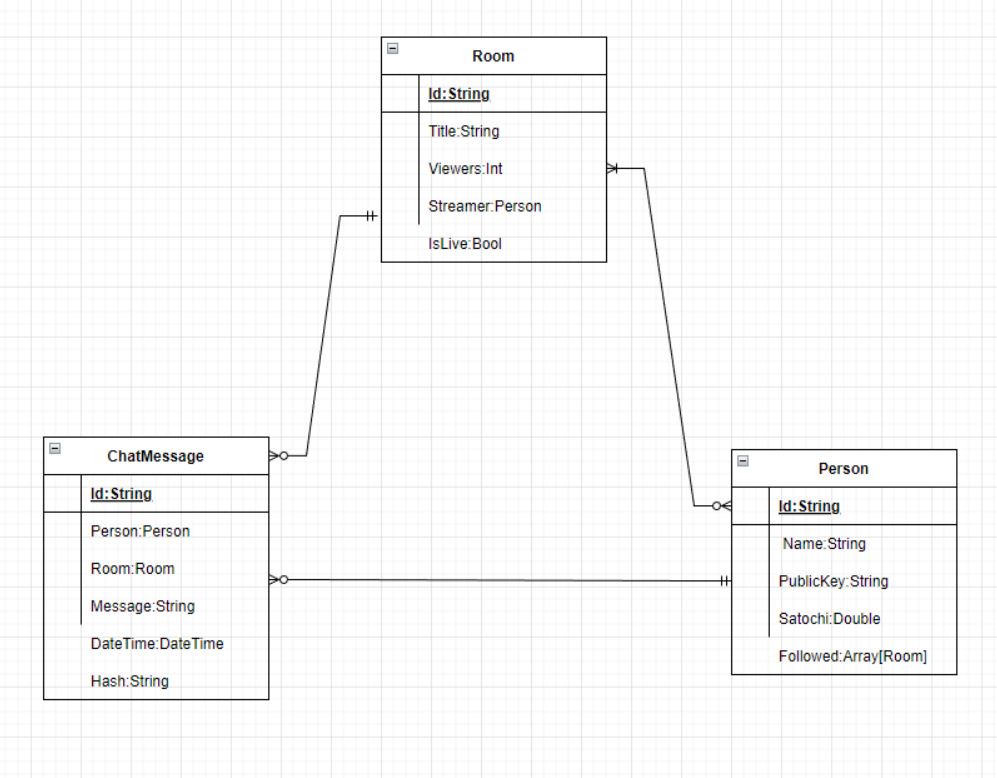 Room
Id:String
Title:String
Viewers:Int
Streamer:Person
IsLive:Bool
ChatMessage
Id:String
Person:Person
Room:Room
Message:String
DateTime:DateTime
Hash:String
Person
Id:String
Name:String
PublicKey:String
Satochi:Double
Followed:Array[Room]